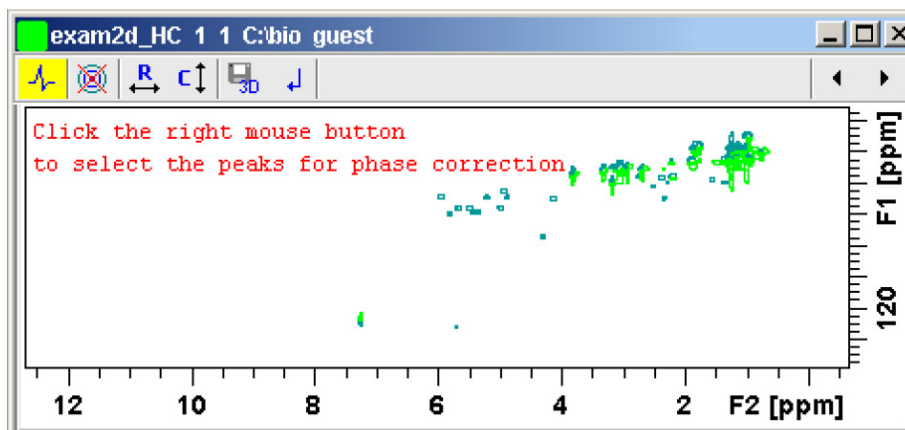 exam2d_HC 1 1 C:\bio guest
R C 3D
Click the right mouse button
to select the peaks for phase correction
F1 [ppm]
120
12 10 8 6 4 2 F2 [ppm]